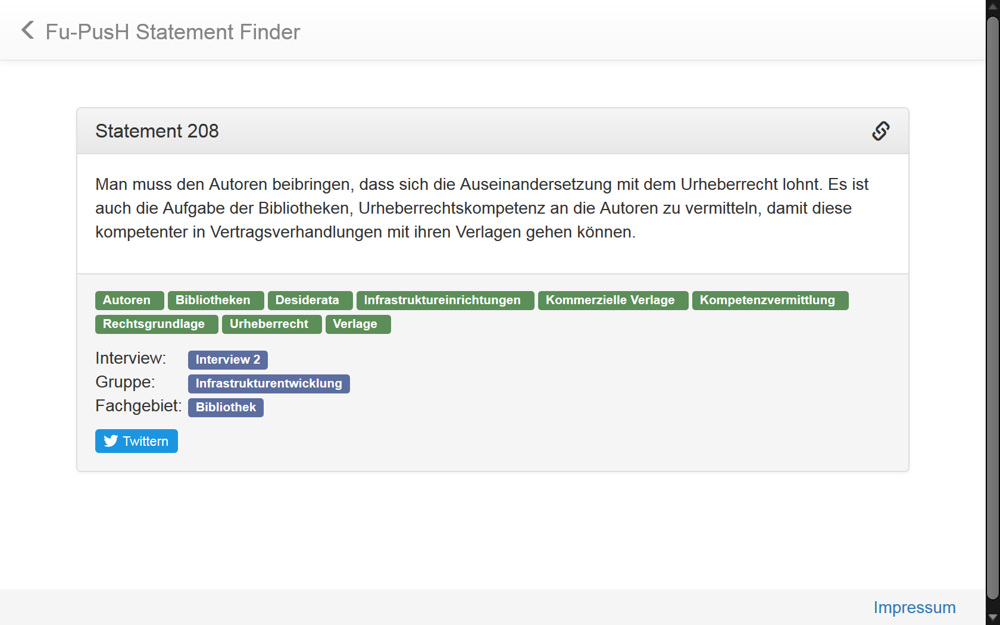 Fu-PusH Statement Finder
Statement 208
Man muss den Autoren beibringen, dass sich die Auseinandersetzung mit dem Urheberrecht lohnt. Es ist
auch die Aufgabe der Bibliotheken, Urheberrechtskompetenz an die Autoren zu vermitteln, damit diese
kompetenter in Vertragsverhandlungen mit ihren Verlagen gehen können.
Autoren Bibliotheken Desiderata Infrastruktureinrichtungen Kommerzielle Verlage Kompetenzvermittlung
Rechtsgrundlage Urheberrecht Verlage
Interview: Interview 2
Gruppe: Infrastrukturentwicklung
Fachgebiet: Bibliothek
Twittern
Impressum